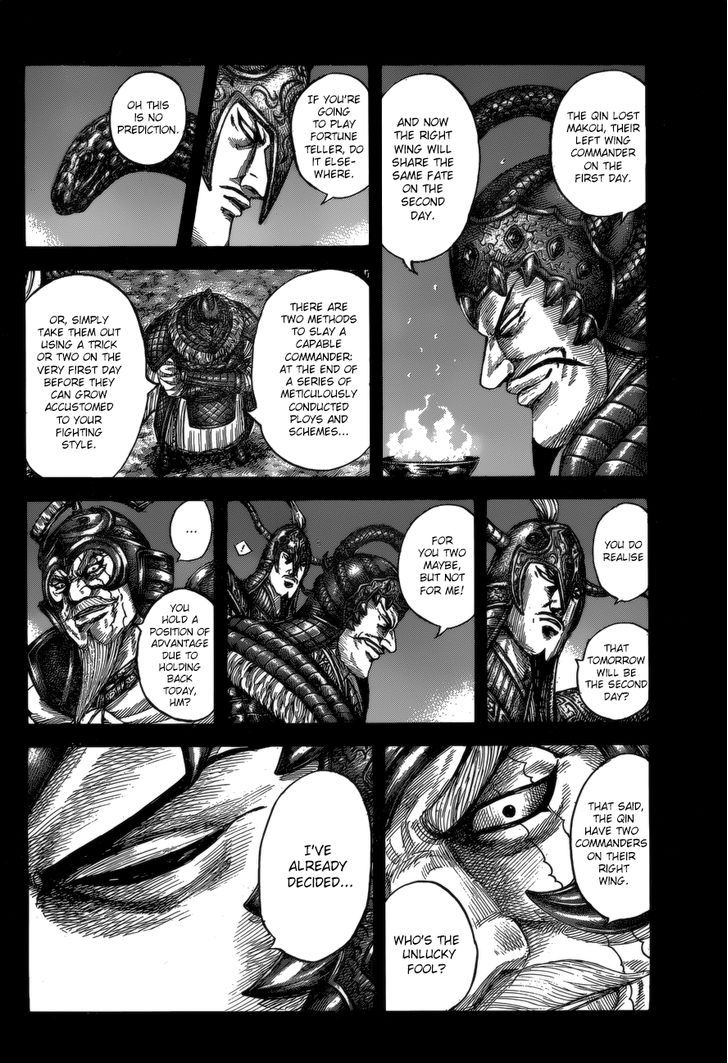 THE QIN LOST
MAKOU, THEIR
LEFT WING
COMMANDER
ON THE
FIRST DAY.
AND NOW
THE RIGHT
WING WILL
SHARE THE
SAME FATE
ON THE
SECOND
DAY.
IF YOU'RE
GOING
TO PLAY
FORTUNE
TELLER, DO
IT ELSE-
WHERE.
OH THIS
IS NO
PREDICTION.
THERE ARE
TWO METHODS
TO SLAY A
CAPABLE
COMMANDER:
AT THE END OF
A SERIES OF
METICULOUSLY
CONDUCTED
PLOYS AND
SCHEMES...
OR, SIMPLY
TAKE THEM OUT
USING A TRICK
OR TWO ON THE
VERY FIRST DAY
BEFORE THEY
CAN GROW
ACCUSTOMED
TO YOUR
FIGHTING
STYLE.
YOU DO
REALISE
THAT
TOMORROW
WILL BE
THE SECOND
DAY?
FOR
YOU TWO
MAYBE,
BUT NOT
FOR ME!
!
...
YOU HOLD
A POSITION
OF
ADVANTAGE
DUE TO
HOLDING
BACK
TODAY,
HM?
THAT SAID,
THE QIN
HAVE TWO
COMMANDERS
ON THEIR
RIGHT
WING.
WHO'S THE
UNLUCKY
FOOL?
I'VE
ALREADY
DECIDED...